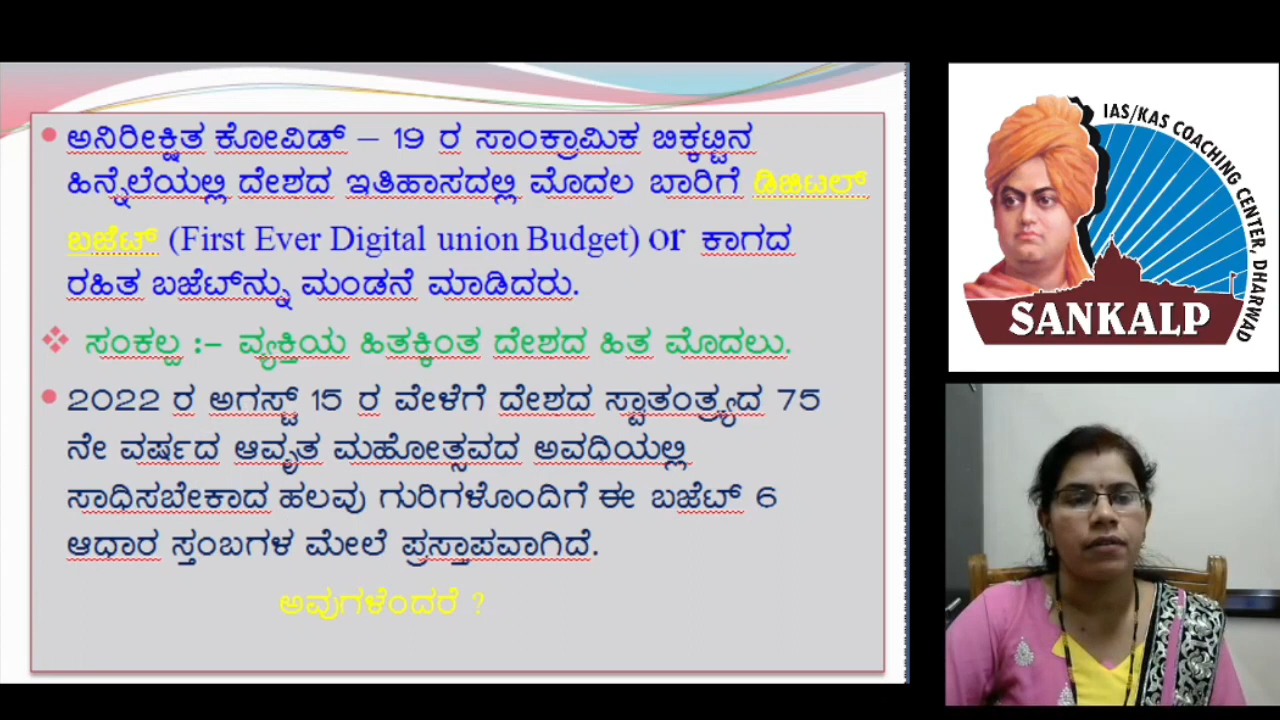 ಅನಿರೀಕ್ಷಿತ ಕೋವಿಡ್ – 19 ರ ಸಾಂಕ್ರಾಮಿಕ ಬಿಕ್ಕಟ್ಟಿನ
ಹಿನ್ನೆಲೆಯಲ್ಲಿ ದೇಶದ ಇತಿಹಾಸದಲ್ಲಿ ಮೊದಲ ಬಾರಿಗೆ ಡಿಜಿಟಲ್
ಬಜೆಟ್ (First Ever Digital union Budget) or ಕಾಗದ
ರಹಿತ ಬಜೆಟ್‌ನ್ನು ಮಂಡನೆ ಮಾಡಿದರು.
ಸಂಕಲ್ಪ :– ವ್ಯಕ್ತಿಯ ಹಿತಕ್ಕಿಂತ ದೇಶದ ಹಿತ ಮೊದಲು.
2022 ರ ಅಗಸ್ಟ್ 15 ರ ವೇಳೆಗೆ ದೇಶದ ಸ್ವಾತಂತ್ರ್ಯದ 75
ನೇ ವರ್ಷದ ಆವೃತ ಮಹೋತ್ಸವದ ಅವಧಿಯಲ್ಲಿ
ಸಾಧಿಸಬೇಕಾದ ಹಲವು ಗುರಿಗಳೊಂದಿಗೆ ಈ ಬಜೆಟ್ 6
ಆಧಾರ ಸ್ತಂಬಗಳ ಮೇಲೆ ಪ್ರಸ್ತಾಪವಾಗಿದೆ.
ಅವುಗಳೆಂದರೆ ?
IAS/KAS COACHING CENTER, DHARWAD
SANKALP